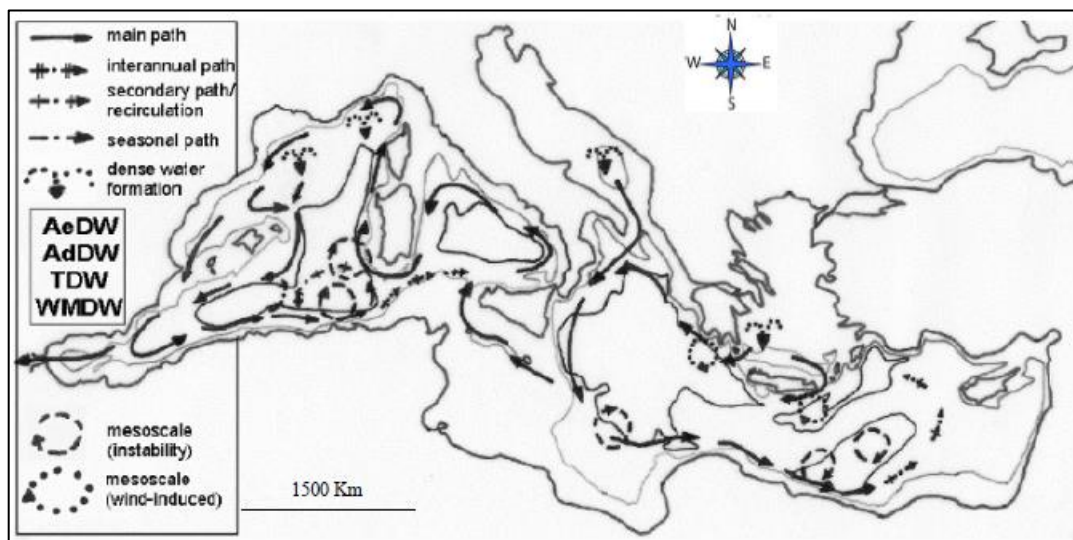 main path
interannual path
secondary path/
recirculation
seasonal path
dense water
formation
AeDW
AdDW
TDW
WMDW
mesoscale
(instability)
mesoscale
(wind-induced)
N
W
E
S
1500 Km